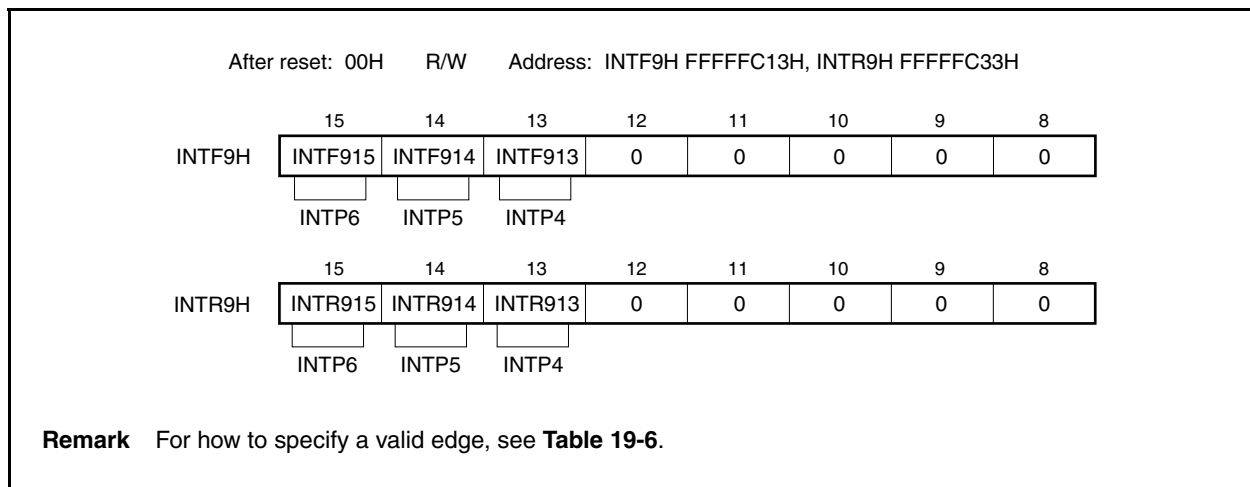 After reset: 00H R/W Address: INTF9H FFFFFC13H, INTR9H FFFFFC33H
15 14 13 12 11 10 9 8
INTF9H INTF915 INTF914 INTF913 0 0 0 0 0
INTP6 INTP5 INTP4
15 14 13 12 11 10 9 8
INTR9H INTR915 INTR914 INTR913 0 0 0 0 0
INTP6 INTP5 INTP4
Remark For how to specify a valid edge, see Table 19-6.